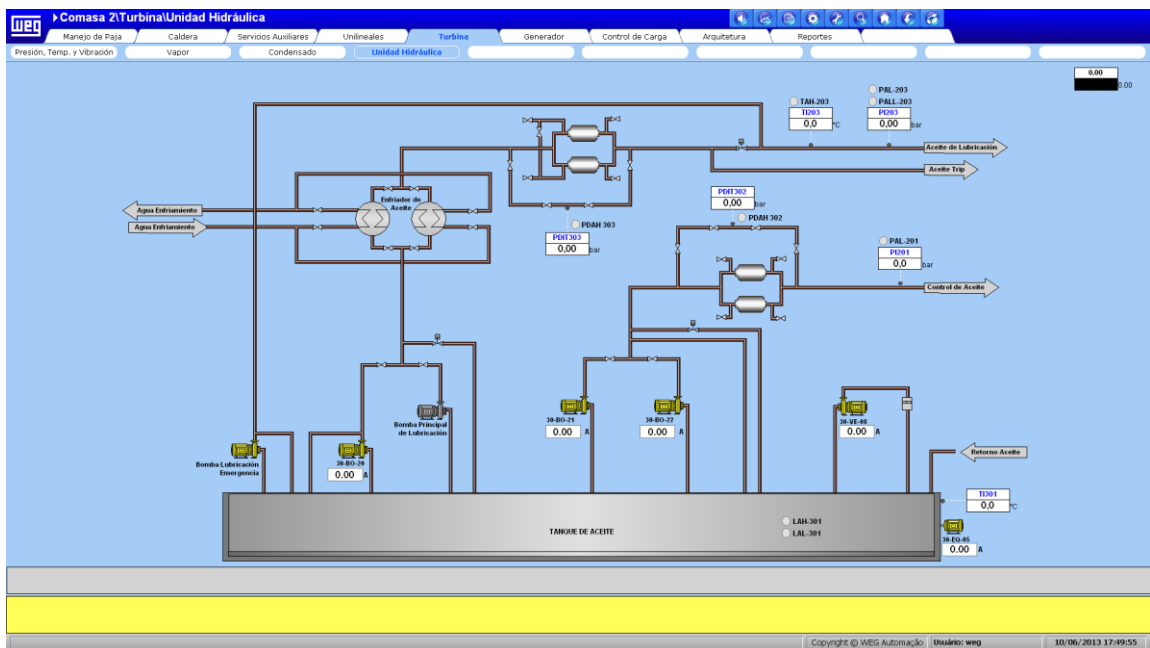 weg
Comasa 2\Turbina\Unidad Hidráulica
Manejo de Paja
Caldera
Servicios Auxiliares
Unilineales
Turbina
Generador
Control de Carga
Arquitetura
Reportes
Presión, Temp. y Vibración
Vapor
Condensado
Unidad Hidráulica
0.00
0.00
PAL-203
TAH-203
PALL-203
TI203
PI203
0,0 ºC
0,00 bar
Aceite de Lubricación
Aceite Trip
PDIT302
0,00 bar
PDAH 302
Enfriador de
Aceite
Agua Enfriamiento
Agua Enfriamiento
PDAH 303
PDIT303
0,00 bar
PAL-201
PI201
0,0 bar
Control de Aceite
30-BO-21
0.00 A
30-BO-22
0.00 A
30-VE-08
0.00 A
Bomba Principal
de Lubricación
Bomba Lubricación
Emergencia
30-BO-20
0.00 A
Retorno Aceite
TI301
0,0 ºC
TANQUE DE ACEITE
LAH-301
LAL-301
30-EQ-05
0.00 A
Copyright © WEG Automação
Usuário: weg
10/06/2013 17:49:55